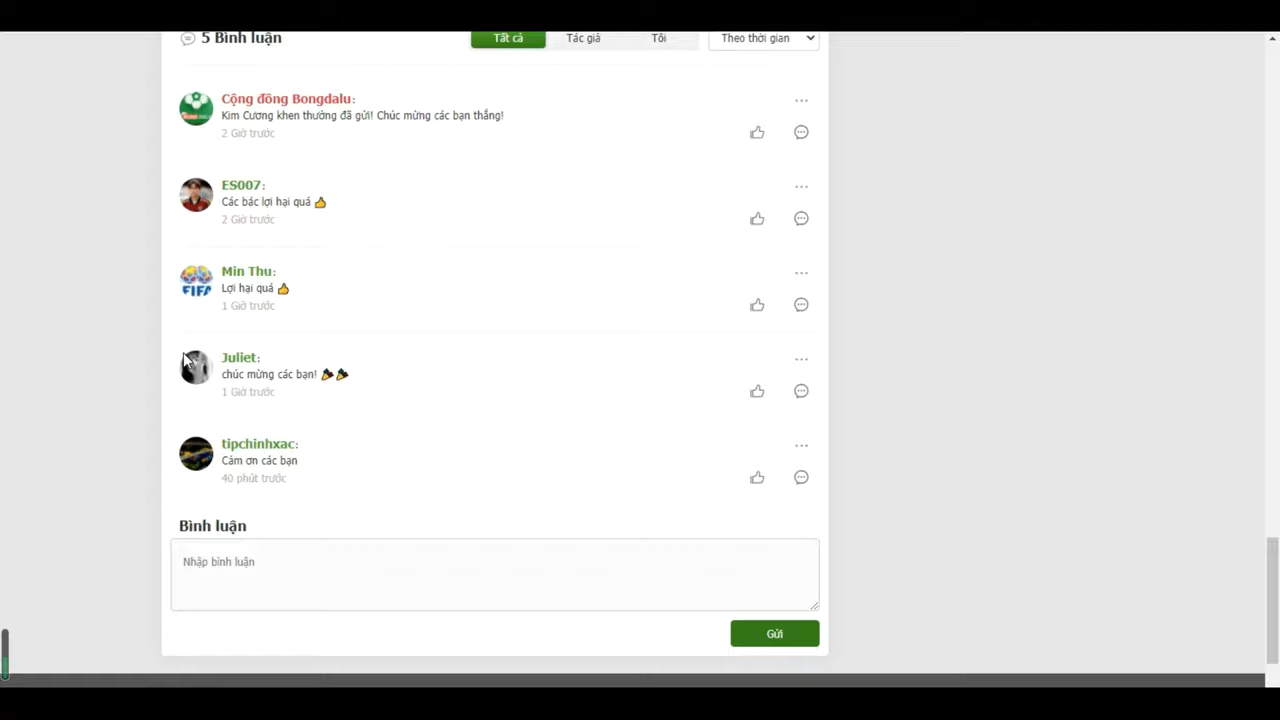 5 Bình luận
Tất cả
Tác giả
Tôi
Theo thời gian
Cộng đồng Bongdalu:
Kim Cương khen thưởng đã gửi! Chúc mừng các bạn thắng!
2 Giờ trước
ES007:
Các bác lợi hại quá 👍
2 Giờ trước
Min Thu:
Lợi hại quá 👍
1 Giờ trước
FIFA
Juliet:
chúc mừng các bạn! 🎉🎉
1 Giờ trước
tipchinhxac:
Cảm ơn các bạn
40 phút trước
Bình luận
Nhập bình luận
Gửi